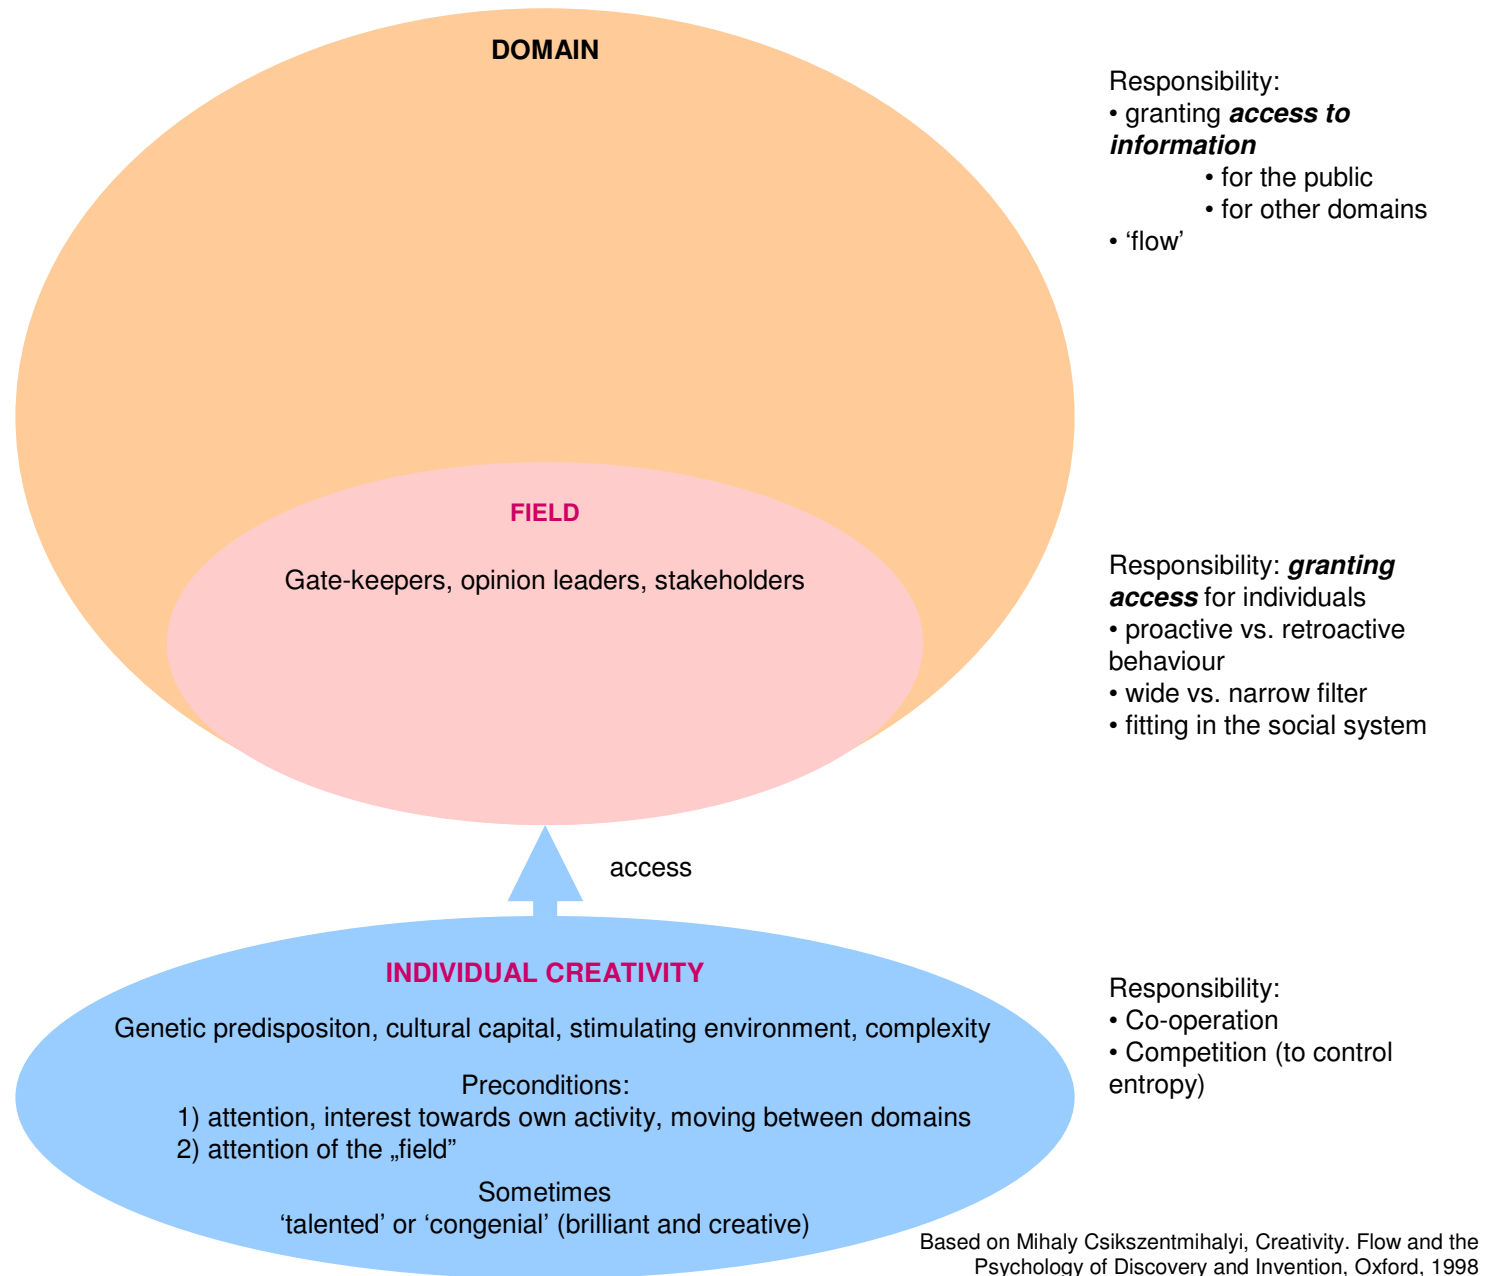 DOMAIN
Responsibility:
• granting access to
information
• for the public
• for other domains
• ‘flow’
FIELD
Gate-keepers, opinion leaders, stakeholders
Responsibility: granting
access for individuals
• proactive vs. retroactive
behaviour
• wide vs. narrow filter
• fitting in the social system
access
INDIVIDUAL CREATIVITY
Genetic predispositon, cultural capital, stimulating environment, complexity
Preconditions:
1) attention, interest towards own activity, moving between domains
2) attention of the „field”
Sometimes
‘talented’ or ‘congenial’ (brilliant and creative)
Responsibility:
• Co-operation
• Competition (to control
entropy)
Based on Mihaly Csikszentmihalyi, Creativity. Flow and the
Psychology of Discovery and Invention, Oxford, 1998